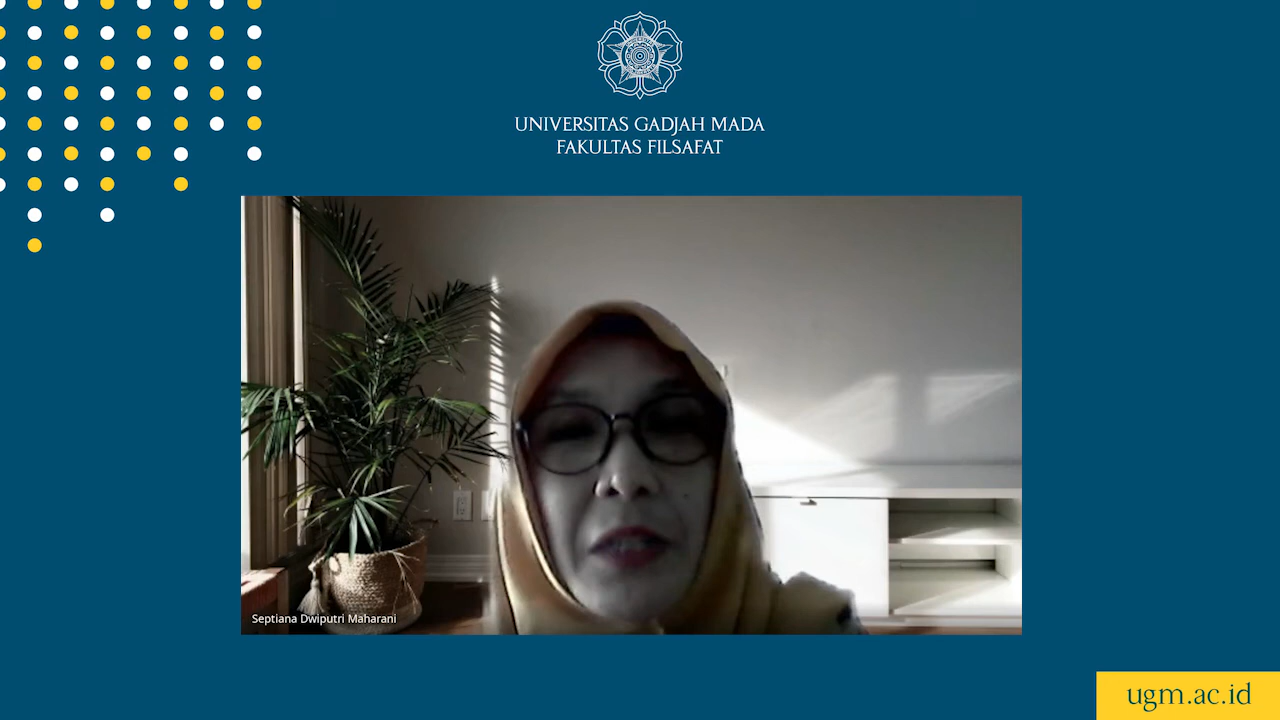 UNIVERSITAS GADJAH MADA
FAKULTAS FILSAFAT
Septiana Dwiputri Maharani
ugm.ac.id